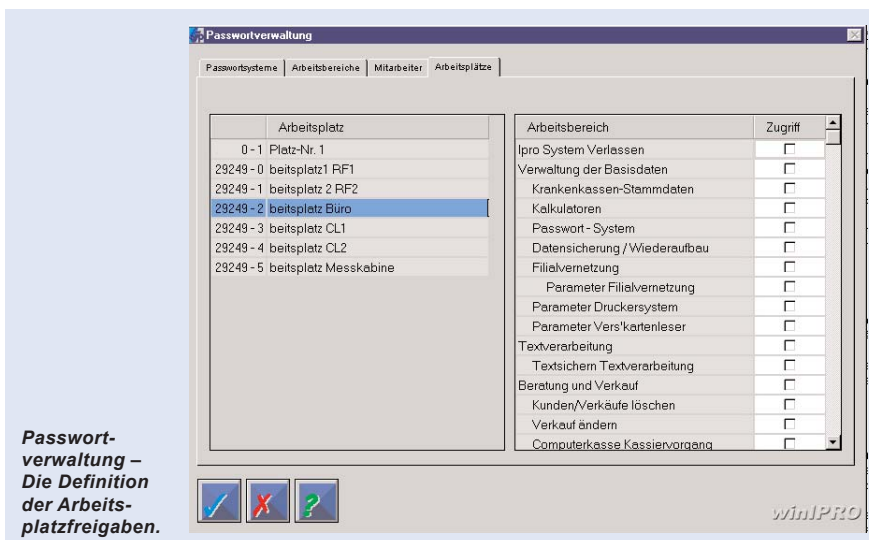 Passwortverwaltung
Passwortsysteme Arbeitsbereiche Mitarbeiter Arbeitsplätze
Arbeitsplatz
0 - 1 Platz-Nr. 1
29249 - 0 beitsplatz1 RF1
29249 - 1 beitsplatz 2 RF2
29249 - 2 beitsplatz Büro
29249 - 3 beitsplatz CL1
29249 - 4 beitsplatz CL2
29249 - 5 beitsplatz Messkabine
Arbeitsbereich Zugriff
Ipro System Verlassen
Verwaltung der Basisdaten
Krankenkassen-Stammdaten
Kalkulatoren
Passwort - System
Datensicherung / Wiederaufbau
Filialvernetzung
Parameter Filialvernetzung
Parameter Druckersystem
Parameter Vers'kartenleser
Textverarbeitung
Textsichern Textverarbeitung
Beratung und Verkauf
Kunden/Verkäufe löschen
Verkauf ändern
Computerkasse Kassiervorgang
winIPRO
Passwort-
verwaltung –
Die Definition
der Arbeits-
platzfreigaben.